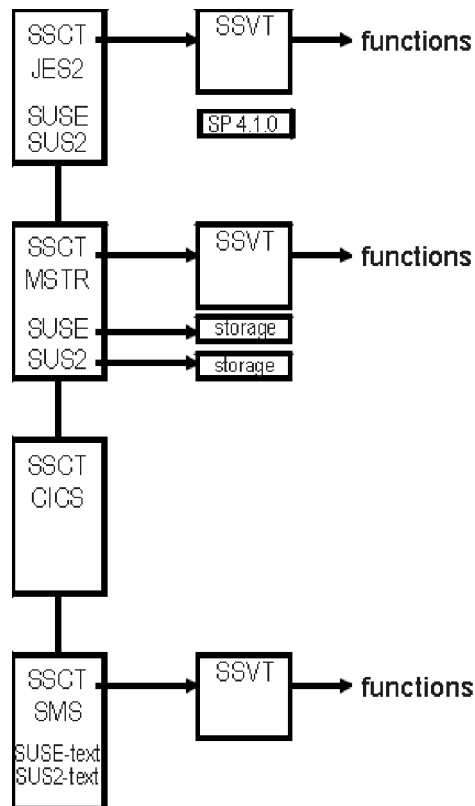 SSCT
JES2
SUSE
SUS2
SSVT
functions
SP 4.1.0
SSCT
MSTR
SUSE
SUS2
SSVT
functions
storage
storage
SSCT
CICS
SSCT
SMS
SUSE-text
SUS2-text
SSVT
functions